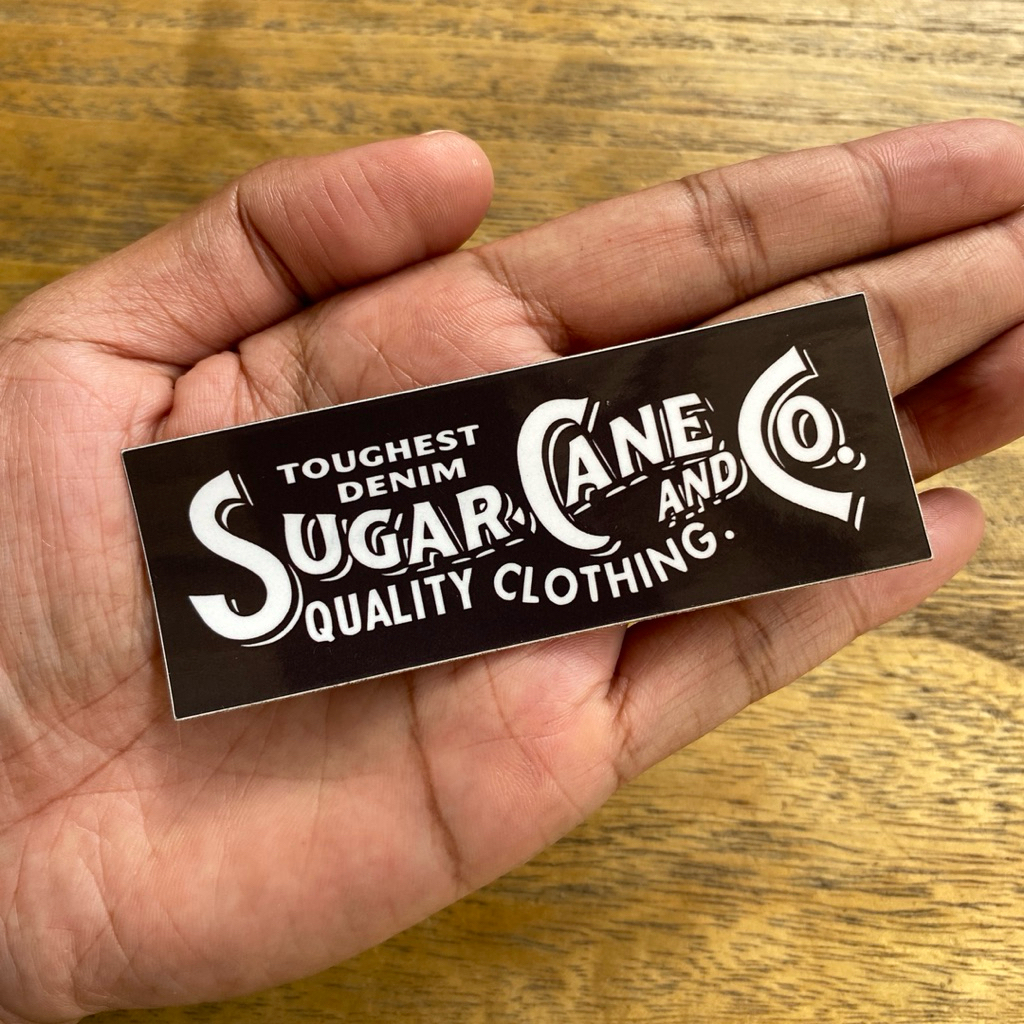 TOUGHEST
DENIM
SUGAR CANE AND CO.
QUALITY CLOTHING.